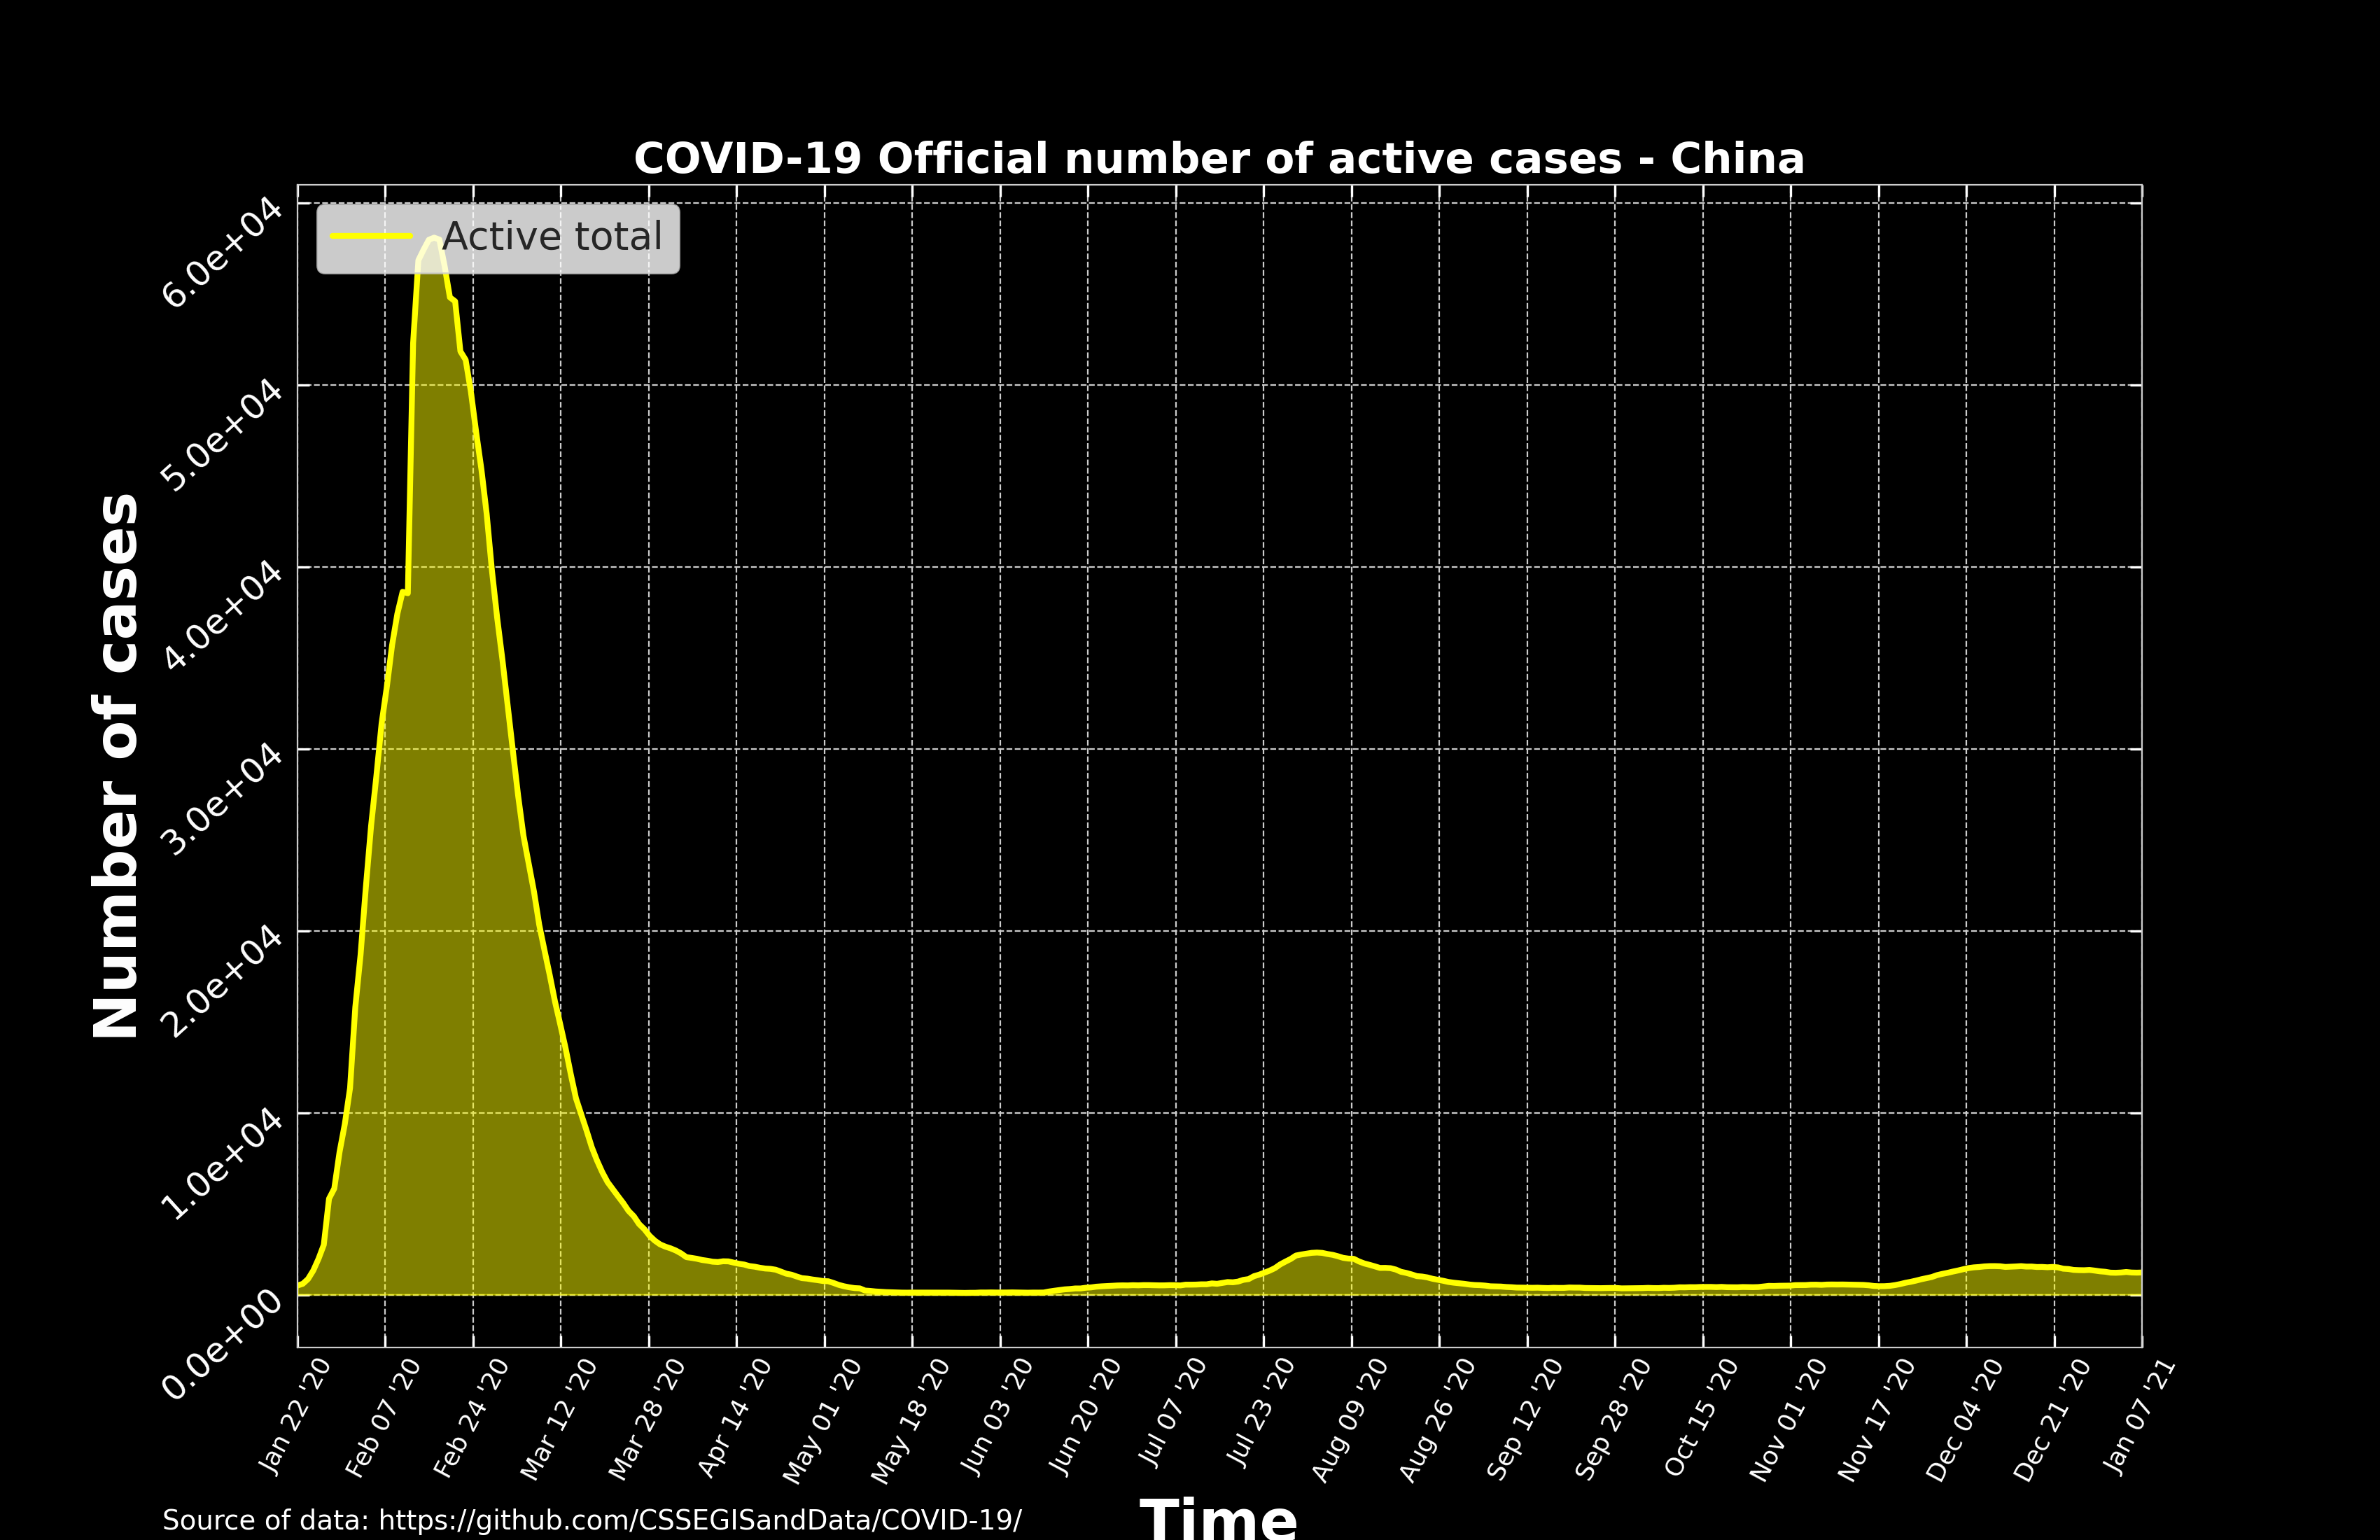 COVID-19 Official number of active cases - China
Active total
Number of cases
6.0e+04
5.0e+04
4.0e+04
3.0e+04
2.0e+04
1.0e+04
0.0e+00
Jan 22 '20
Feb 07 '20
Feb 24 '20
Mar 12 '20
Mar 28 '20
Apr 14 '20
May 01 '20
May 18 '20
Jun 03 '20
Jun 20 '20
Jul 07 '20
Jul 23 '20
Aug 09 '20
Aug 26 '20
Sep 12 '20
Sep 28 '20
Oct 15 '20
Nov 01 '20
Nov 17 '20
Dec 04 '20
Dec 21 '20
Jan 07 '21
Time
Source of data: https://github.com/CSSEGISandData/COVID-19/